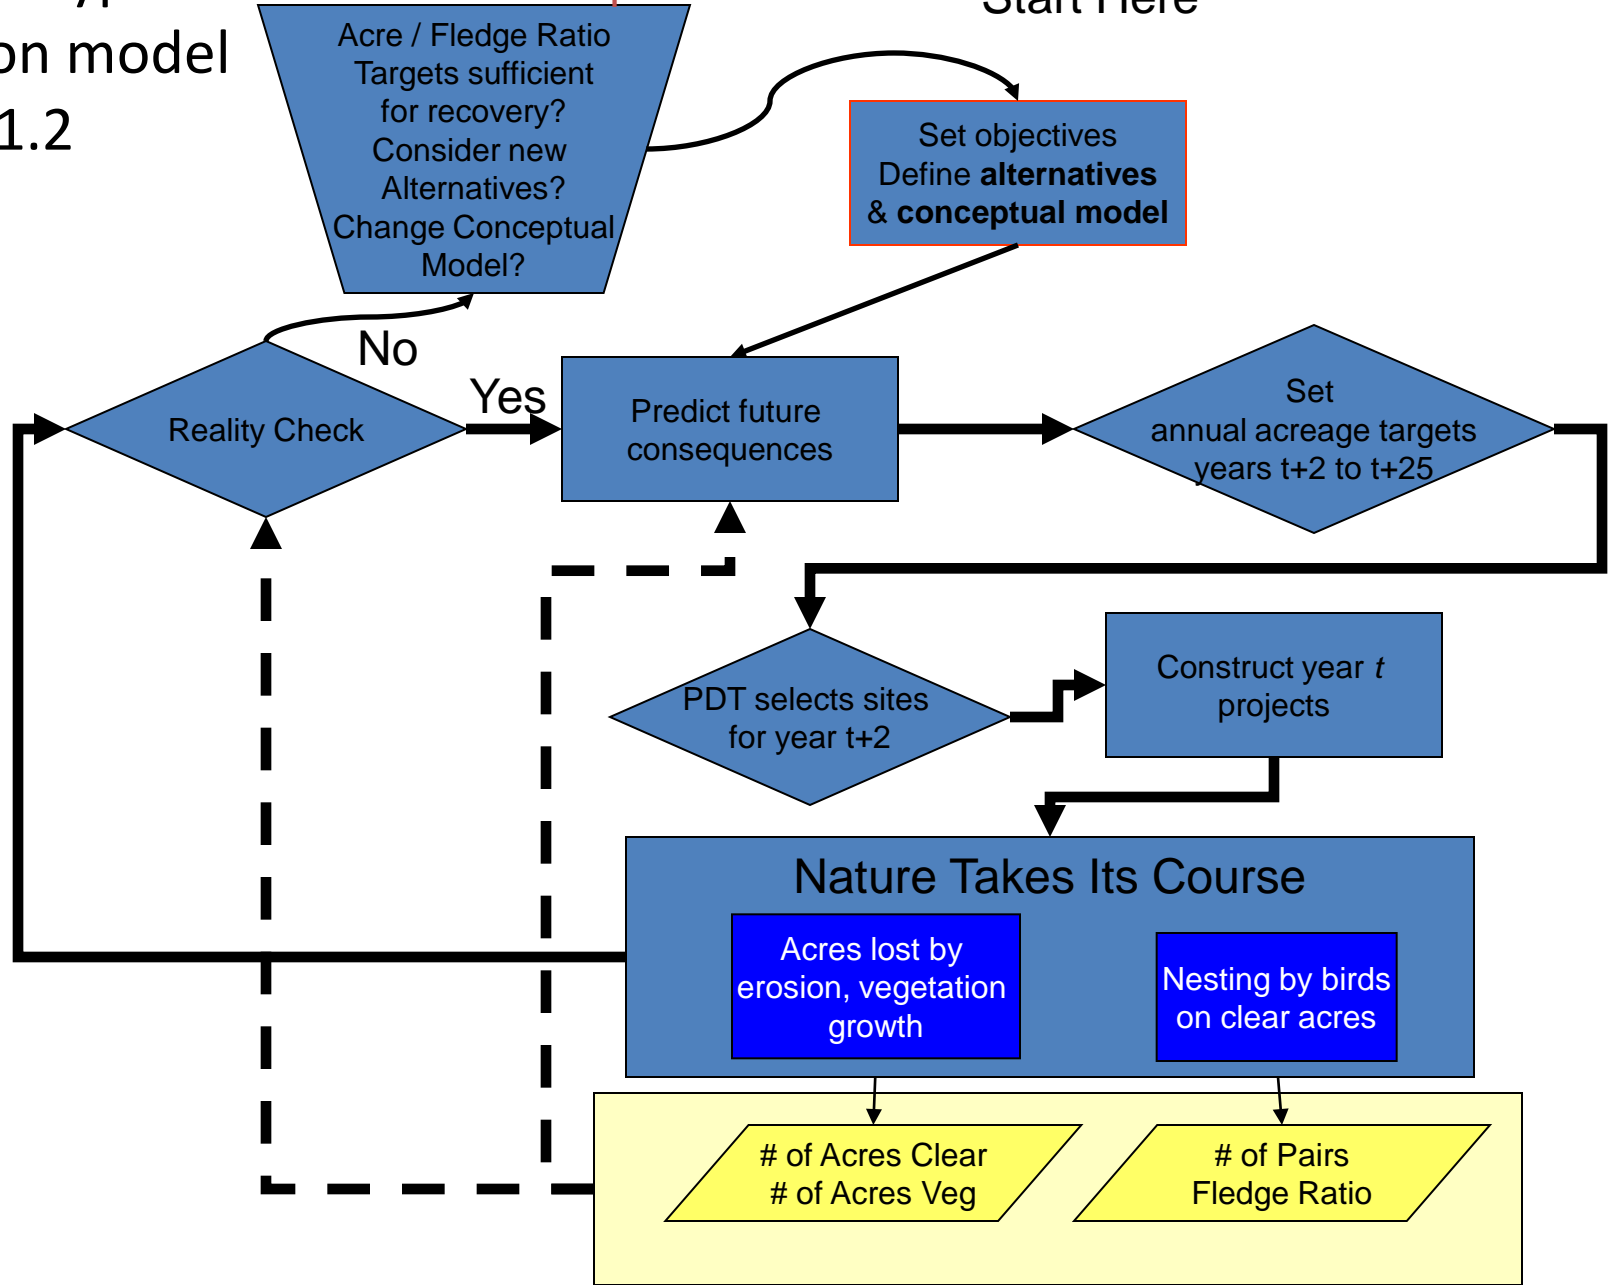 on model
1.2
Start Here
Acre / Fledge Ratio
Targets sufficient
for recovery?
Consider new
Alternatives?
Change Conceptual
Model?
Set objectives
Define alternatives
& conceptual model
No
Yes
Reality Check
Predict future
consequences
Set
annual acreage targets
years t+2 to t+25
PDT selects sites
for year t+2
Construct year t
projects
Nature Takes Its Course
Acres lost by
erosion, vegetation
growth
Nesting by birds
on clear acres
# of Acres Clear
# of Acres Veg
# of Pairs
Fledge Ratio